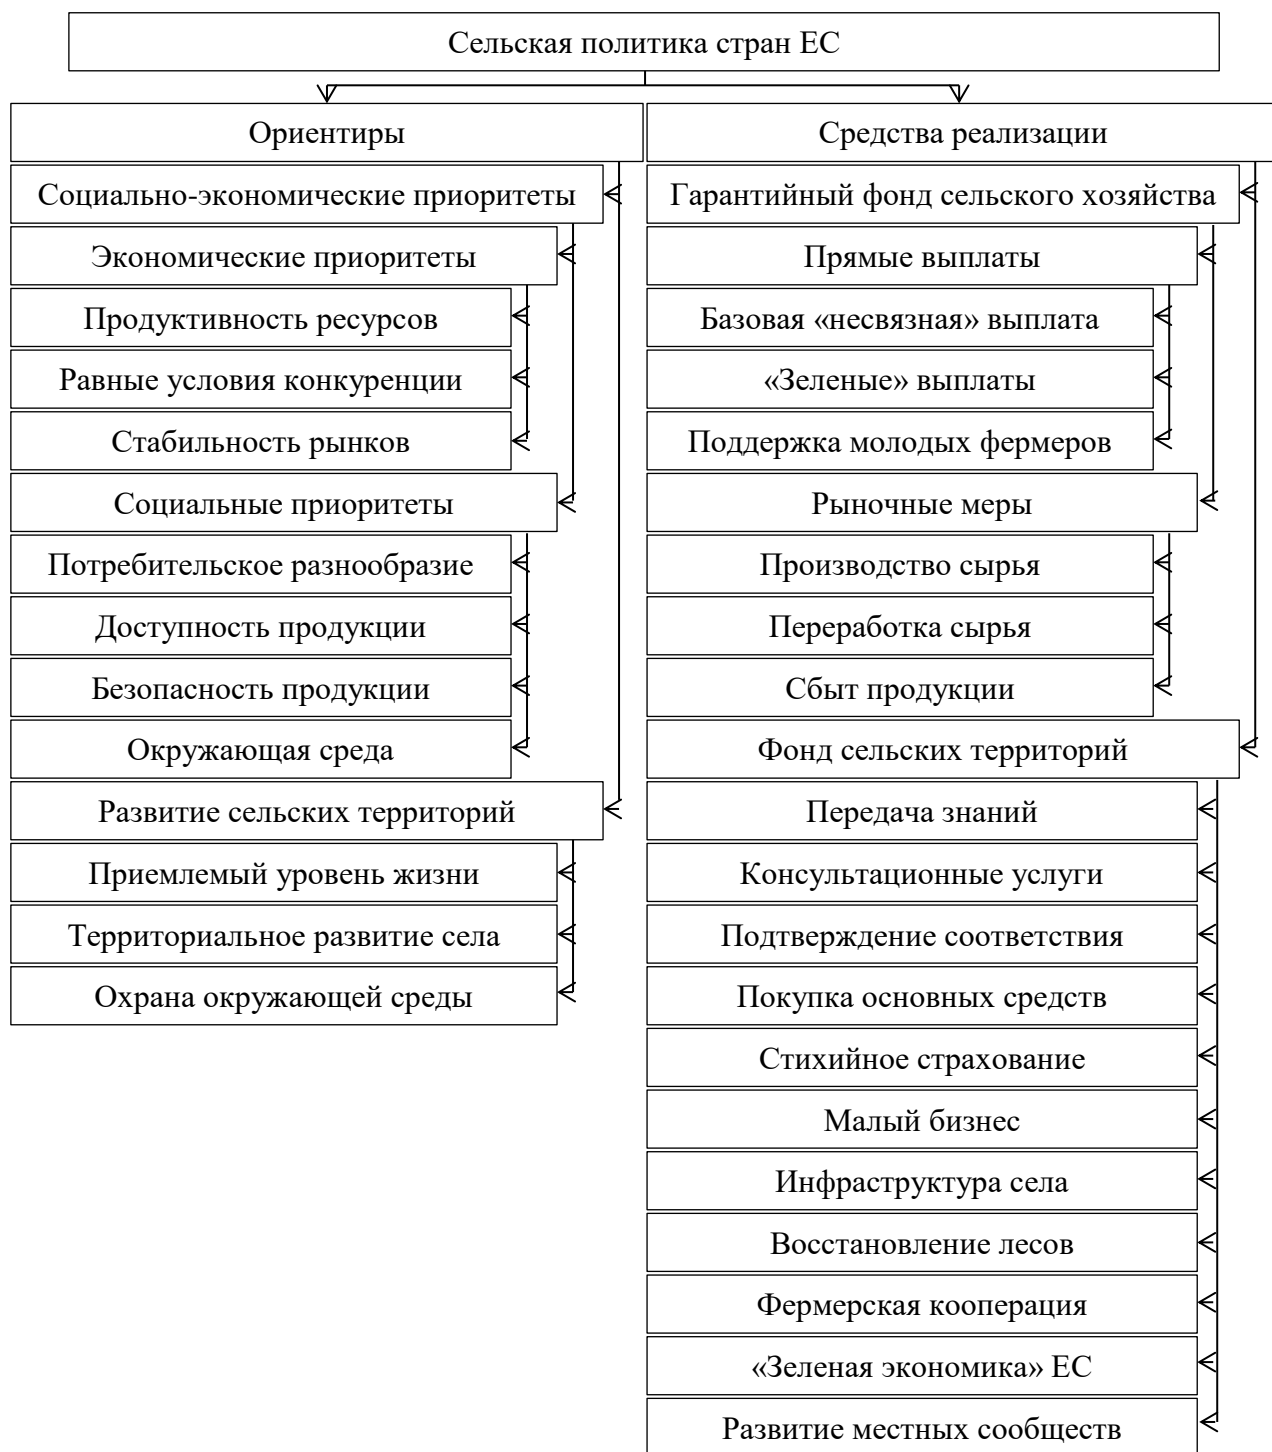 Сельская политика стран ЕС
Ориентиры
Социально-экономические приоритеты
Экономические приоритеты
Продуктивность ресурсов
Равные условия конкуренции
Стабильность рынков
Социальные приоритеты
Потребительское разнообразие
Доступность продукции
Безопасность продукции
Окружающая среда
Развитие сельских территорий
Приемлемый уровень жизни
Территориальное развитие села
Охрана окружающей среды
Средства реализации
Гарантийный фонд сельского хозяйства
Прямые выплаты
Базовая «несвязная» выплата
«Зеленые» выплаты
Поддержка молодых фермеров
Рыночные меры
Производство сырья
Переработка сырья
Сбыт продукции
Фонд сельских территорий
Передача знаний
Консультационные услуги
Подтверждение соответствия
Покупка основных средств
Стихийное страхование
Малый бизнес
Инфраструктура села
Восстановление лесов
Фермерская кооперация
«Зеленая экономика» ЕС
Развитие местных сообществ